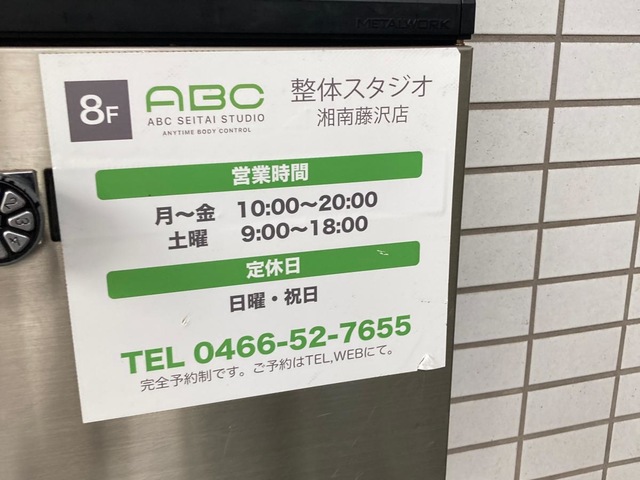 METALWORK
8F
ABC
ABC SEITAI STUDIO
ANYTIME BODY CONTROL
整体スタジオ
湘南藤沢店
営業時間
月～金 10:00～20:00
土曜 9:00～18:00
定休日
日曜・祝日
TEL 0466-52-7655
完全予約制です。ご予約はTEL,WEBにて。